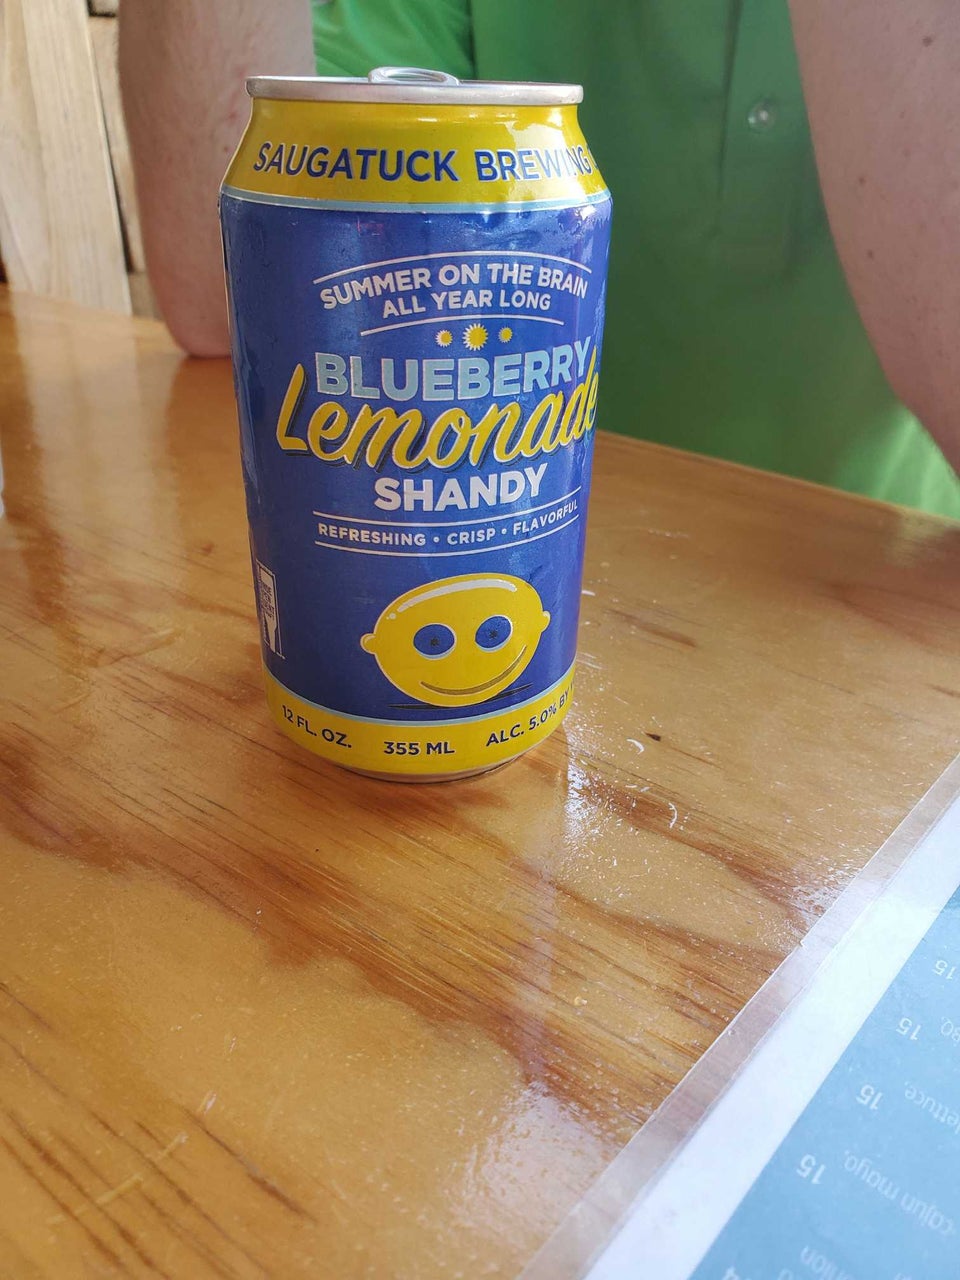 SAUGATUCK BREWING
SUMMER ON THE BRAIN
ALL YEAR LONG
BLUEBERRY
Lemonade
SHANDY
REFRESHING • CRISP • FLAVORFUL
12 FL. OZ. 355 ML ALC. 5.0% BY
15
15
lettuce, 15
cajun mayo, 15